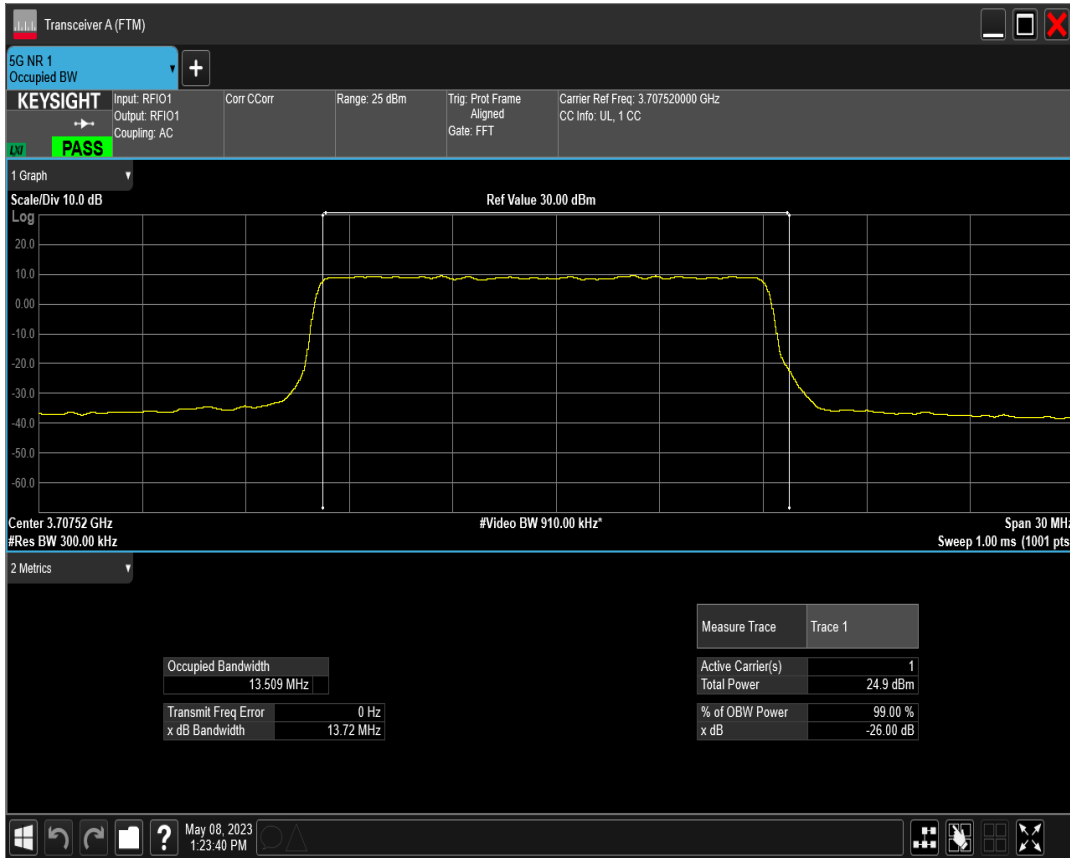 Transceiver A (FTM)
5G NR 1
Occupied BW
+
KEYSIGHT
LXI
PASS
Input: RFIO1
Output: RFIO1
Coupling: AC
Corr CCorr
Range: 25 dBm
Trig: Prot Frame
Aligned
Gate: FFT
Carrier Ref Freq: 3.707520000 GHz
CC Info: UL, 1 CC
1 Graph
Scale/Div 10.0 dB
Ref Value 30.00 dBm
Log
20.0
10.0
0.00
-10.0
-20.0
-30.0
-40.0
-50.0
-60.0
Center 3.70752 GHz
#Video BW 910.00 kHz*
Span 30 MHz
#Res BW 300.00 kHz
Sweep 1.00 ms (1001 pts
2 Metrics
Measure Trace Trace 1
Occupied Bandwidth
13.509 MHz
Transmit Freq Error 0 Hz
x dB Bandwidth 13.72 MHz
Active Carrier(s) 1
Total Power 24.9 dBm
% of OBW Power 99.00 %
x dB -26.00 dB
?
May 08, 2023
1:23:40 PM